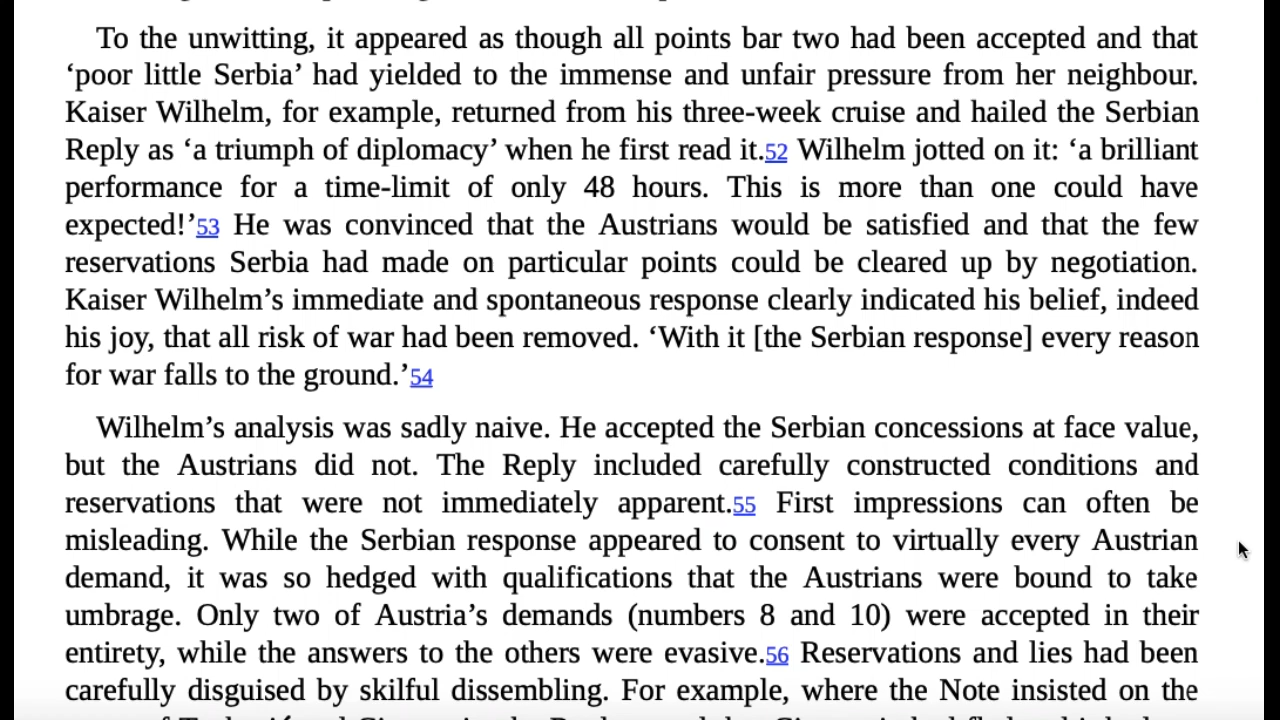 To the unwitting, it appeared as though all points bar two had been accepted and that
‘poor little Serbia’ had yielded to the immense and unfair pressure from her neighbour.
Kaiser Wilhelm, for example, returned from his three-week cruise and hailed the Serbian
Reply as ‘a triumph of diplomacy’ when he first read it.52 Wilhelm jotted on it: ‘a brilliant
performance for a time-limit of only 48 hours. This is more than one could have
expected!’53 He was convinced that the Austrians would be satisfied and that the few
reservations Serbia had made on particular points could be cleared up by negotiation.
Kaiser Wilhelm’s immediate and spontaneous response clearly indicated his belief, indeed
his joy, that all risk of war had been removed. ‘With it [the Serbian response] every reason
for war falls to the ground.’54
Wilhelm’s analysis was sadly naive. He accepted the Serbian concessions at face value,
but the Austrians did not. The Reply included carefully constructed conditions and
reservations that were not immediately apparent.55 First impressions can often be
misleading. While the Serbian response appeared to consent to virtually every Austrian
demand, it was so hedged with qualifications that the Austrians were bound to take
umbrage. Only two of Austria’s demands (numbers 8 and 10) were accepted in their
entirety, while the answers to the others were evasive.56 Reservations and lies had been
carefully disguised by skilful dissembling. For example, where the Note insisted on the